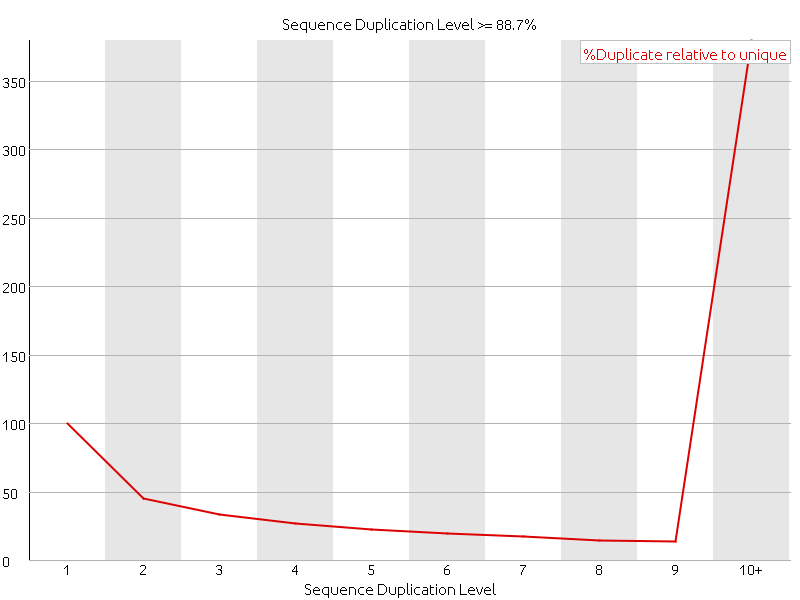 Sequence Duplication Level >= 88.7%
%Duplicate relative to unique
350
300
250
200
150
100
50
0
1 2 3 4 5 6 7 8 9 10+
Sequence Duplication Level